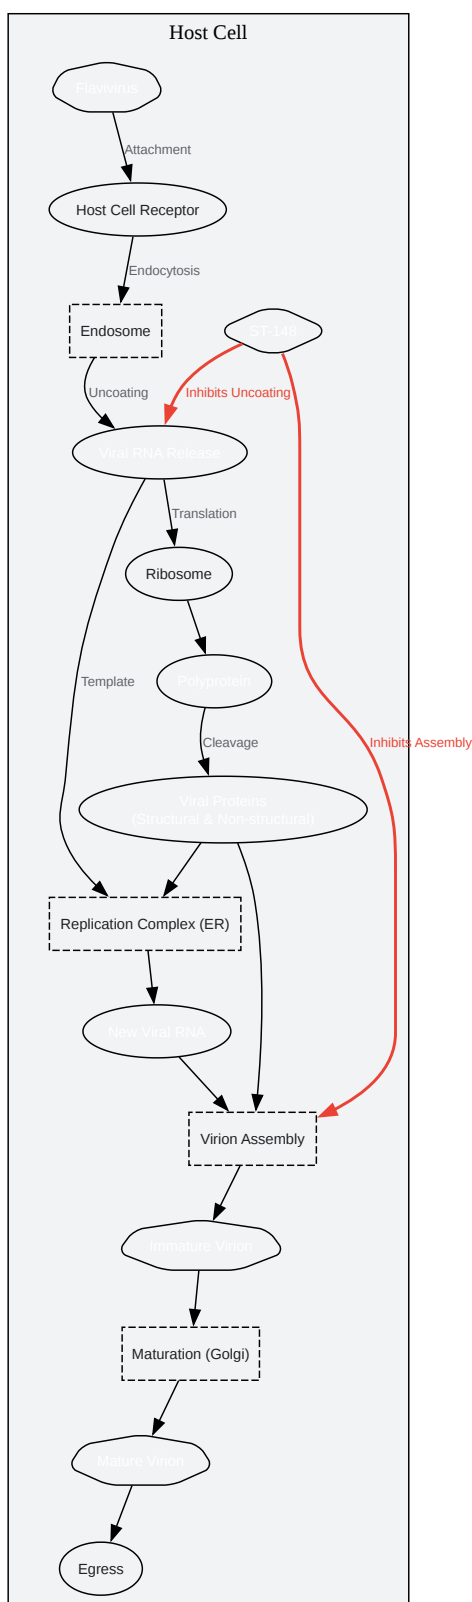 Host Cell
Flavivirus
Attachment
Host Cell Receptor
Endocytosis
Endosome
ST-148
Uncoating
Inhibits Uncoating
Viral RNA Release
Translation
Ribosome
Template
Polyprotein
Cleavage
Inhibits Assembly
Viral Proteins
(Structural & Non-structural)
Replication Complex (ER)
New Viral RNA
Virion Assembly
Immature Virion
Maturation (Golgi)
Mature Virion
Egress